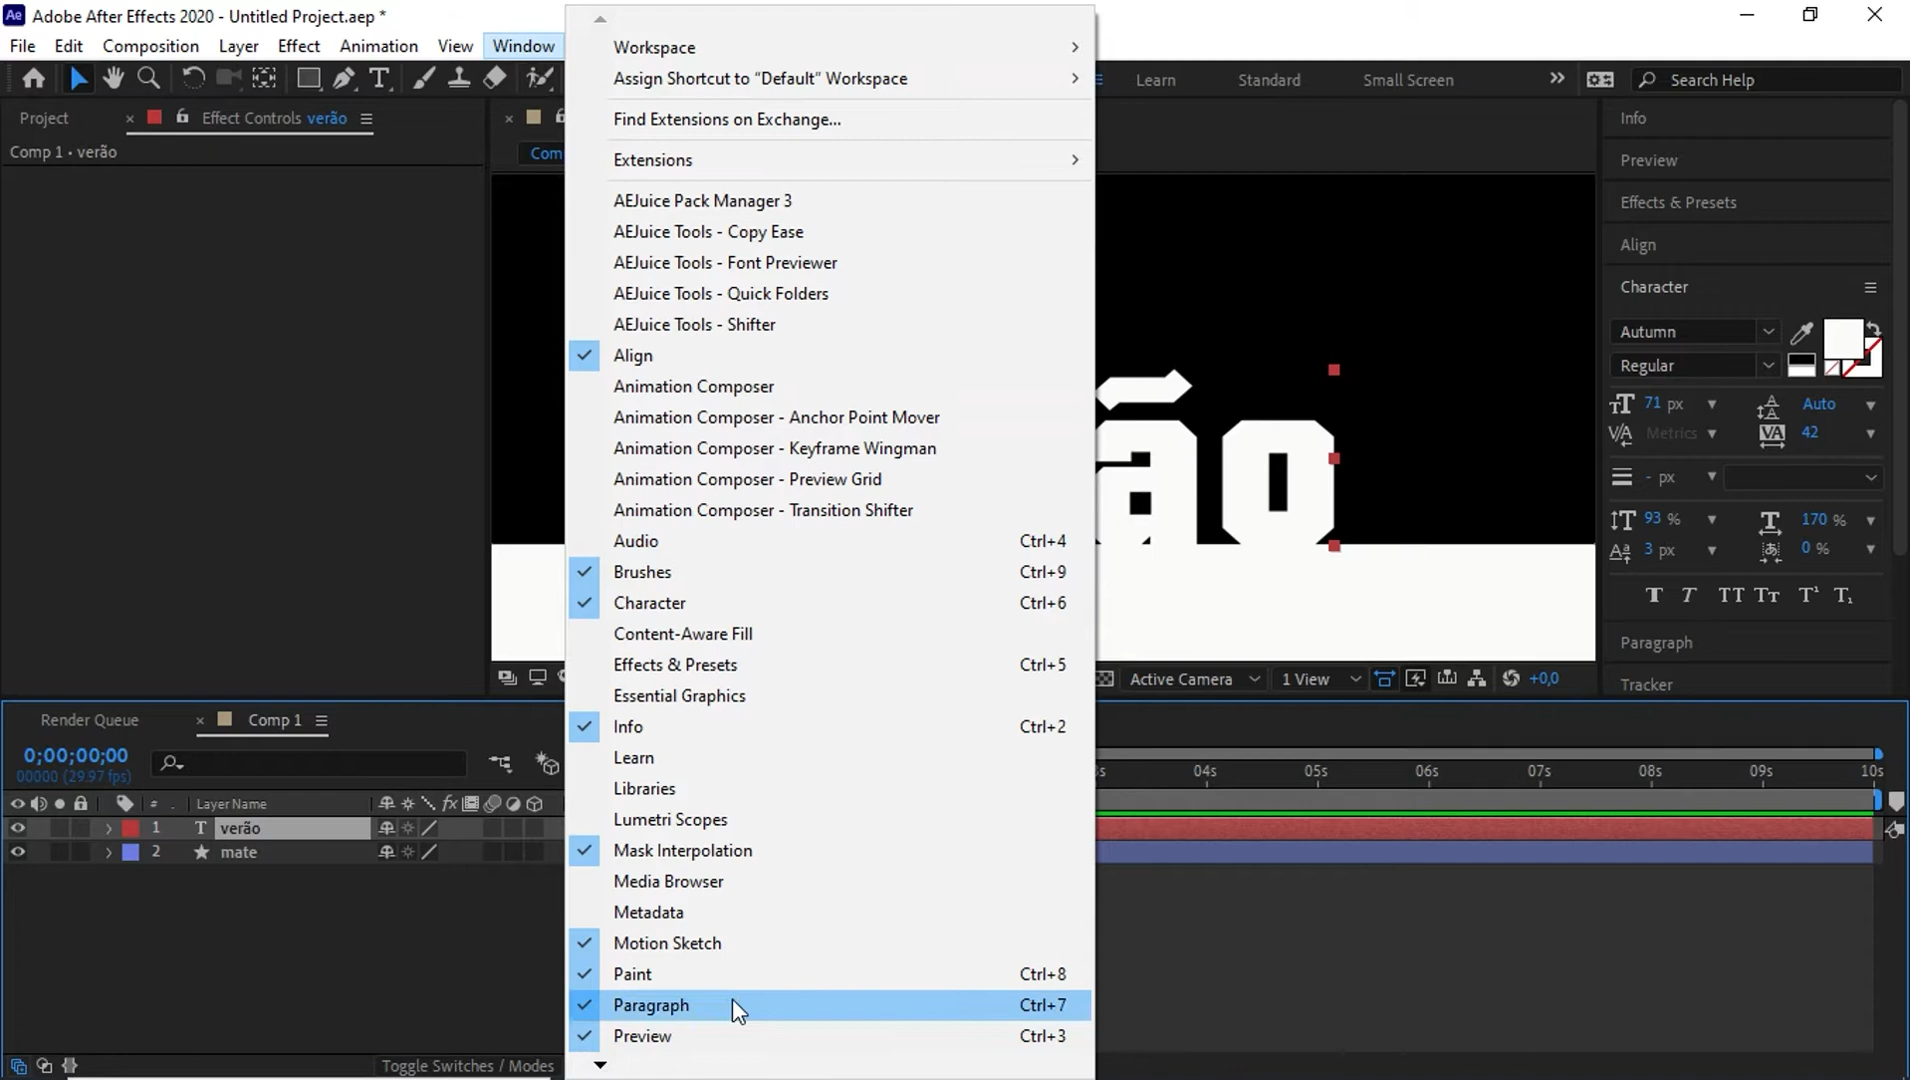 Adobe After Effects 2020 - Untitled Project.aep *
File Edit Composition Layer Effect Animation View Window
Learn Standard Small Screen Search Help
Project
Effect Controls verão
Comp 1 • verão
Com
Workspace
Assign Shortcut to "Default" Workspace
Find Extensions on Exchange...
Extensions
AEJuice Pack Manager 3
AEJuice Tools - Copy Ease
AEJuice Tools - Font Previewer
AEJuice Tools - Quick Folders
AEJuice Tools - Shifter
Align
Animation Composer
Animation Composer - Anchor Point Mover
Animation Composer - Keyframe Wingman
Animation Composer - Preview Grid
Animation Composer - Transition Shifter
Audio Ctrl+4
Brushes Ctrl+9
Character Ctrl+6
Content-Aware Fill
Effects & Presets Ctrl+5
Essential Graphics
Info Ctrl+2
Learn
Libraries
Lumetri Scopes
Mask Interpolation
Media Browser
Metadata
Motion Sketch
Paint Ctrl+8
Paragraph Ctrl+7
Preview Ctrl+3
ão
Active Camera 1 View +0,0
Info
Preview
Effects & Presets
Align
Character
Autumn
Regular
71 px Auto
Metrics 42
- px
93 % 170 %
3 px 0 %
Paragraph
Tracker
Render Queue
Comp 1
0;00;00;00
00000 (29.97 fps)
# . Layer Name
1 T verão
2 mate
Toggle Switches / Modes
3s 04s 05s 06s 07s 08s 09s 10s